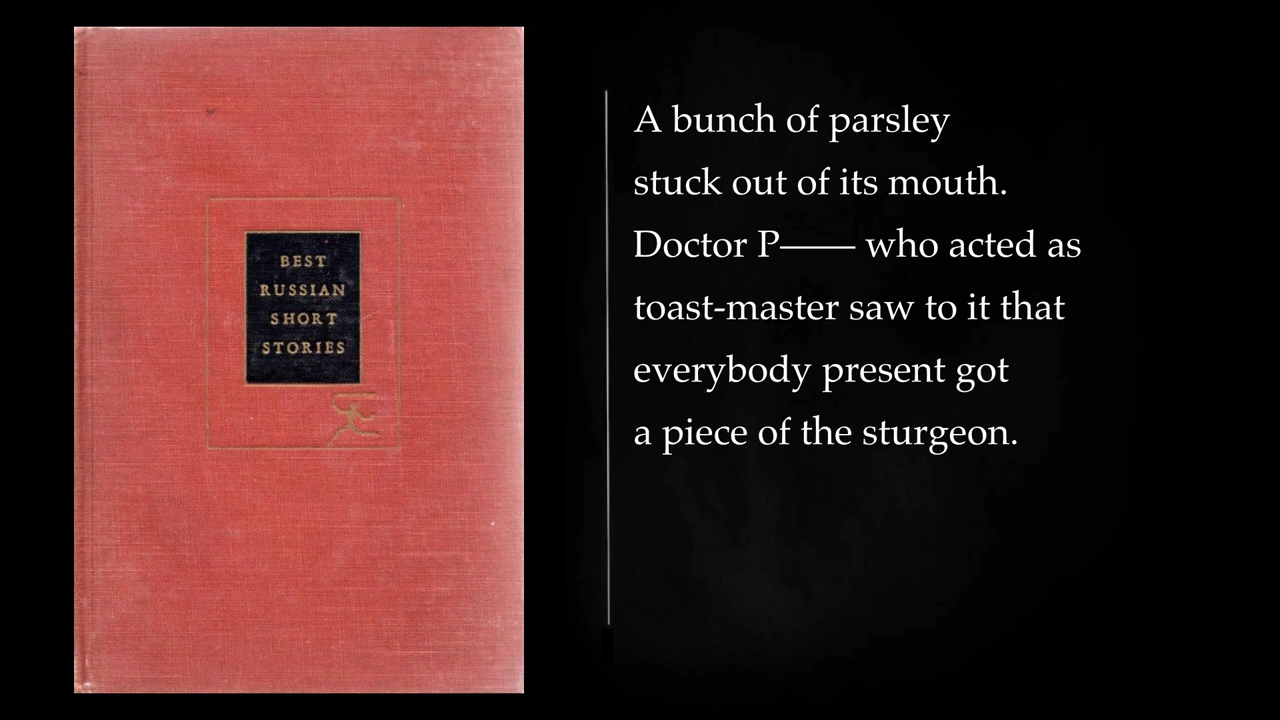 BEST
RUSSIAN
SHORT
STORIES
A bunch of parsley
stuck out of its mouth.
Doctor P—— who acted as
toast-master saw to it that
everybody present got
a piece of the sturgeon.